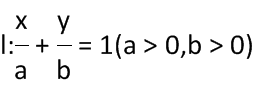 l: x/a + y/b = 1(a > 0,b > 0)